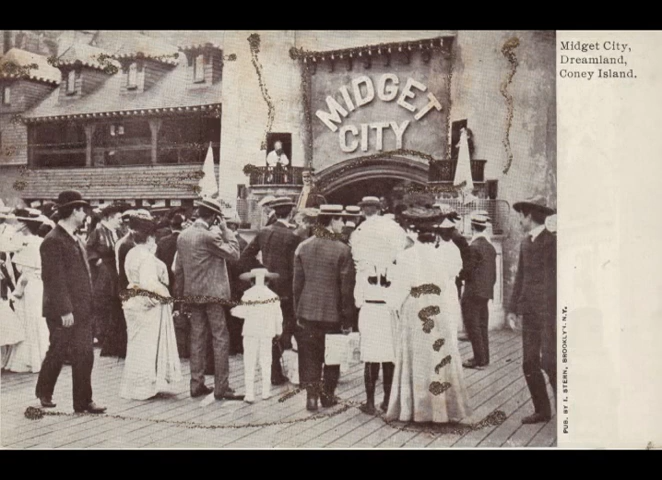 MIDGET
CITY
Midget City,
Dreamland,
Coney Island.
PUB. BY I. STERN, BROOKLYN. N.Y.